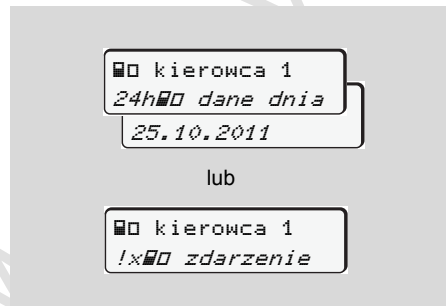 kierowca 1
24h dane dnia
25.10.2011
lub
kierowca 1
!x zdarzenie